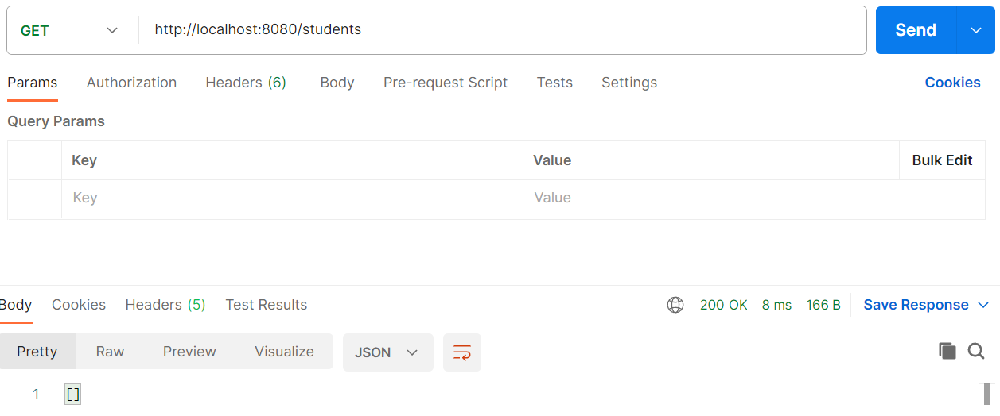 GET http://localhost:8080/students Send
Params Authorization Headers (6) Body Pre-request Script Tests Settings Cookies
Query Params
Key Value Bulk Edit
Key Value
Body Cookies Headers (5) Test Results 200 OK 8 ms 166 B Save Response
Pretty Raw Preview Visualize JSON
1 []